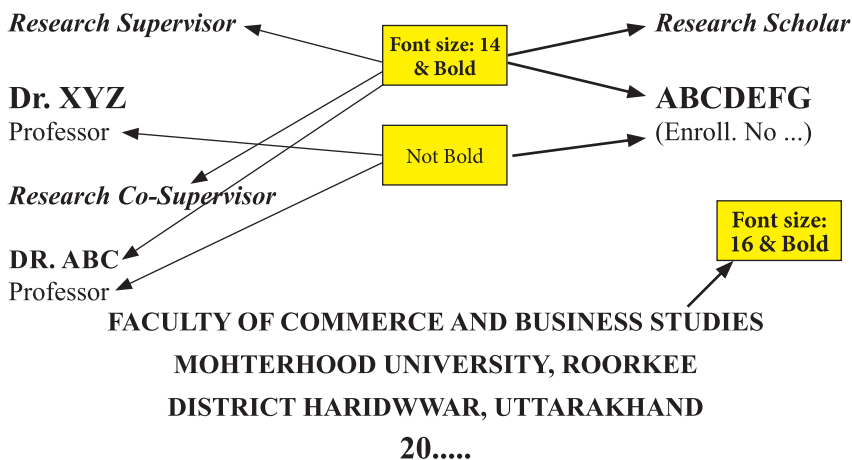 Research Supervisor
Font size: 14
& Bold
Research Scholar
Dr. XYZ
Professor
ABCDEFG
(Enroll. No ...)
Not Bold
Research Co-Supervisor
DR. ABC
Professor
Font size:
16 & Bold
FACULTY OF COMMERCE AND BUSINESS STUDIES
MOHTERHOOD UNIVERSITY, ROORKEE
DISTRICT HARIDWWAR, UTTARAKHAND
20.....